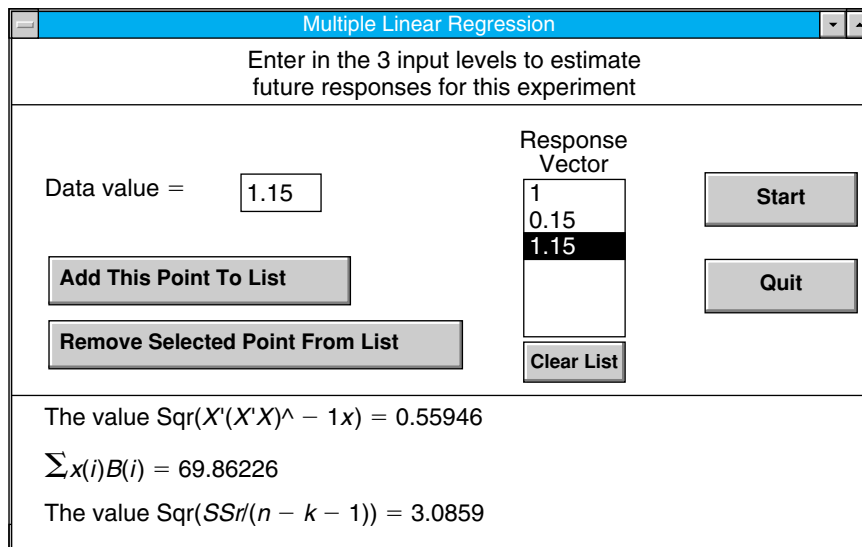 Multiple Linear Regression
Enter in the 3 input levels to estimate
future responses for this experiment
Data value = 1.15
Response
Vector
1
0.15
1.15
Start
Add This Point To List
Quit
Remove Selected Point From List
Clear List
The value Sqr(X'(X'X)^ − 1x) = 0.55946
∑x(i)B(i) = 69.86226
The value Sqr(SSr/(n − k − 1)) = 3.0859